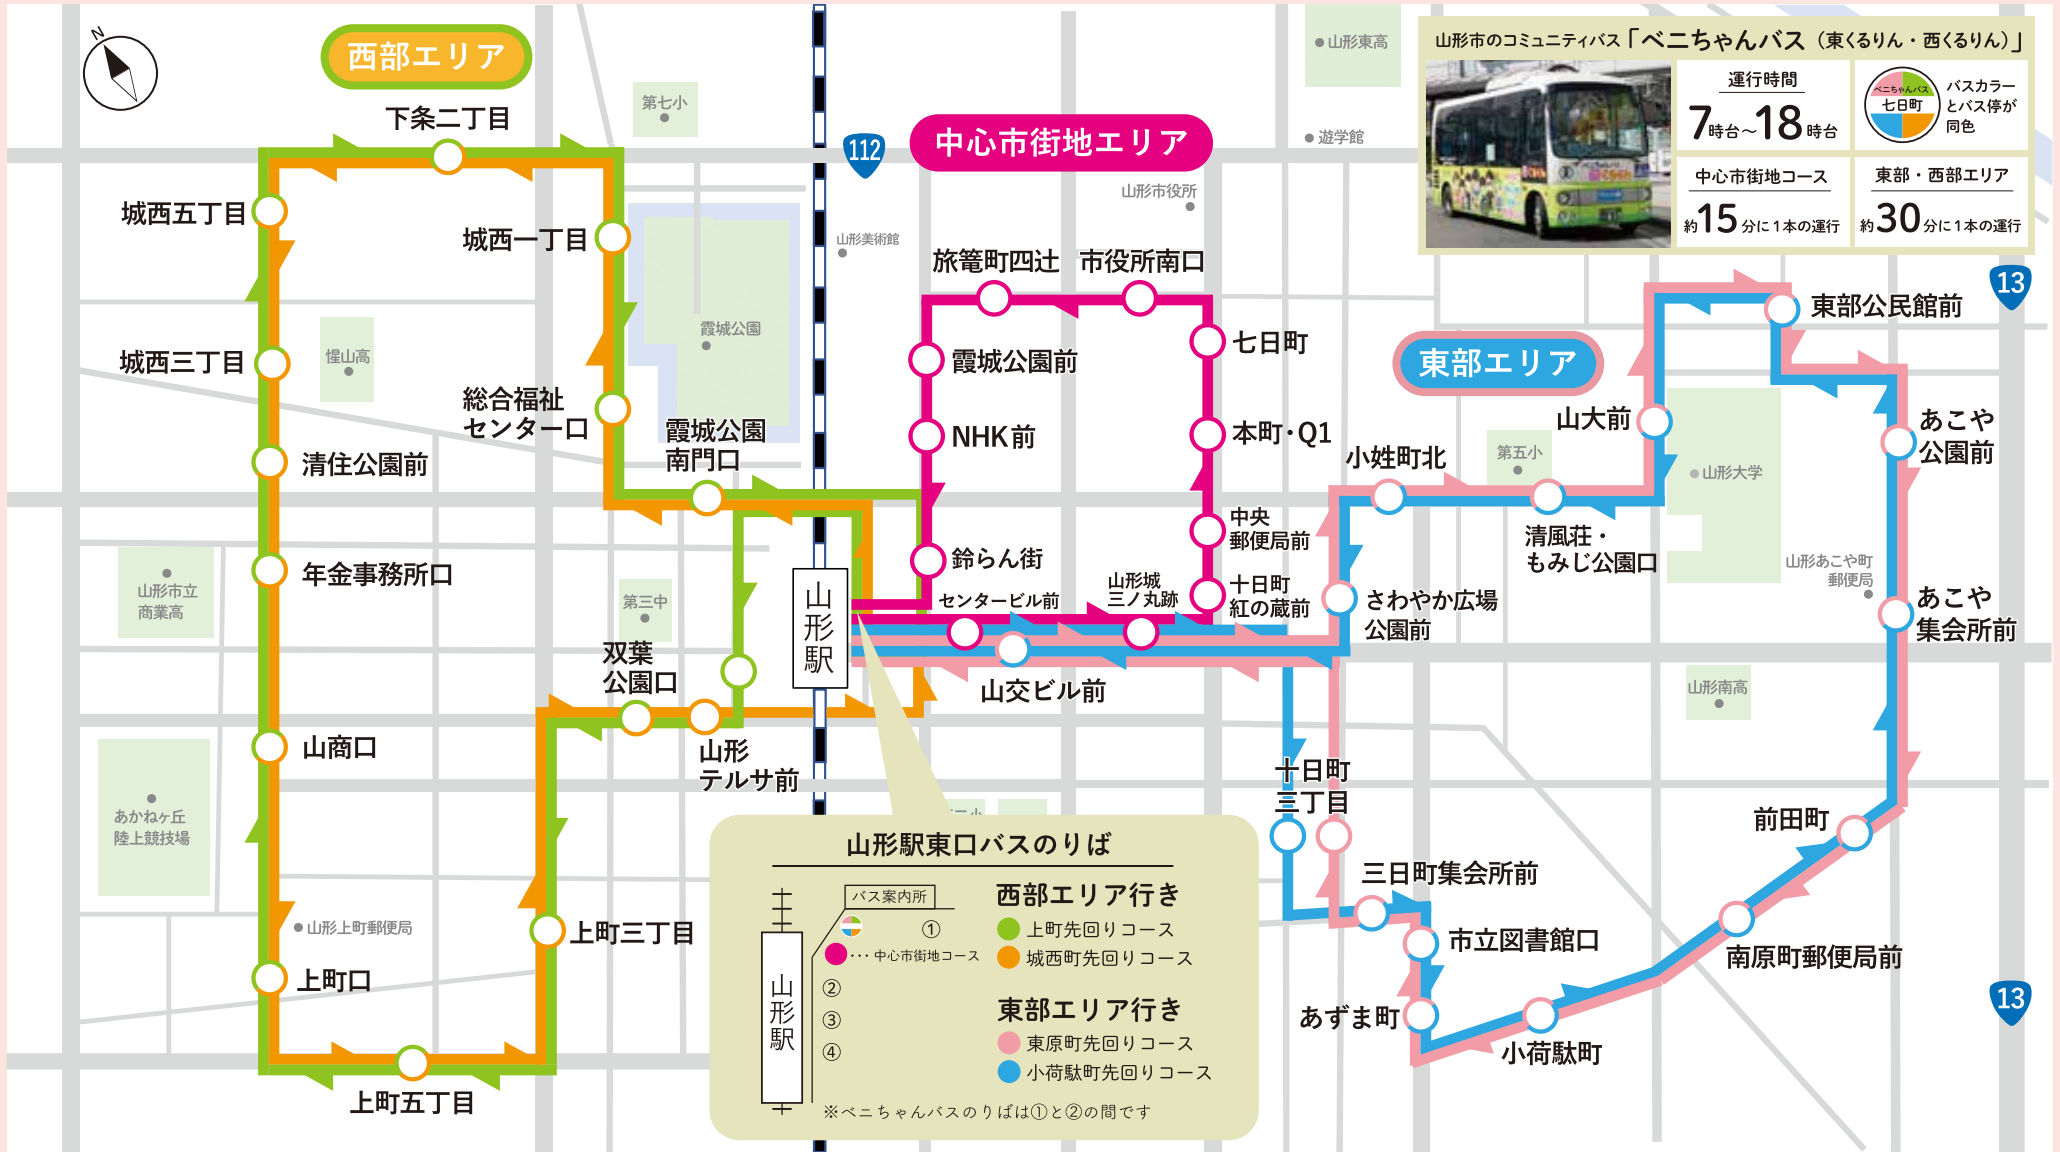 N
西部エリア
下条二丁目
城西五丁目
城西一丁目
城西三丁目
総合福祉
センター口
霞城公園
南門口
清住公園前
年金事務所口
双葉
公園口
山形
テルサ前
山商口
上町三丁目
上町口
上町五丁目
第七小
霞城公園
山形市立
商業高
第三中
あかねヶ丘
陸上競技場
山形上町郵便局
112
中心市街地エリア
山形市役所
山形美術館
旅篭町四辻
市役所南口
霞城公園前
七日町
NHK前
本町・Q1
鈴らん街
中央
郵便局前
センタービル前
山形城
三ノ丸跡
十日町
紅の蔵前
山形駅
山交ビル前
山形東高
遊学館
山形市のコミュニティバス「ベニちゃんバス（東くるりん・西くるりん）」
運行時間
7時台～18時台
ベニちゃんバス
七日町
バスカラー
とバス停が
同色
中心市街地コース
約15分に1本の運行
東部・西部エリア
約30分に1本の運行
13
東部エリア
東部公民館前
山大前
あこや
公園前
小姓町北
第五小
山形大学
清風荘・
もみじ公園口
さわやか広場
公園前
山形あこや町
郵便局
あこや
集会所前
山形南高
十日町
三丁目
三日町集会所前
前田町
市立図書館口
南原町郵便局前
あずま町
小荷駄町
13
山形駅東口バスのりば
バス案内所
①
･･･中心市街地コース
②
③
④
山形駅
西部エリア行き
上町先回りコース
城西町先回りコース
東部エリア行き
東原町先回りコース
小荷駄町先回りコース
※ベニちゃんバスのりばは①と②の間です